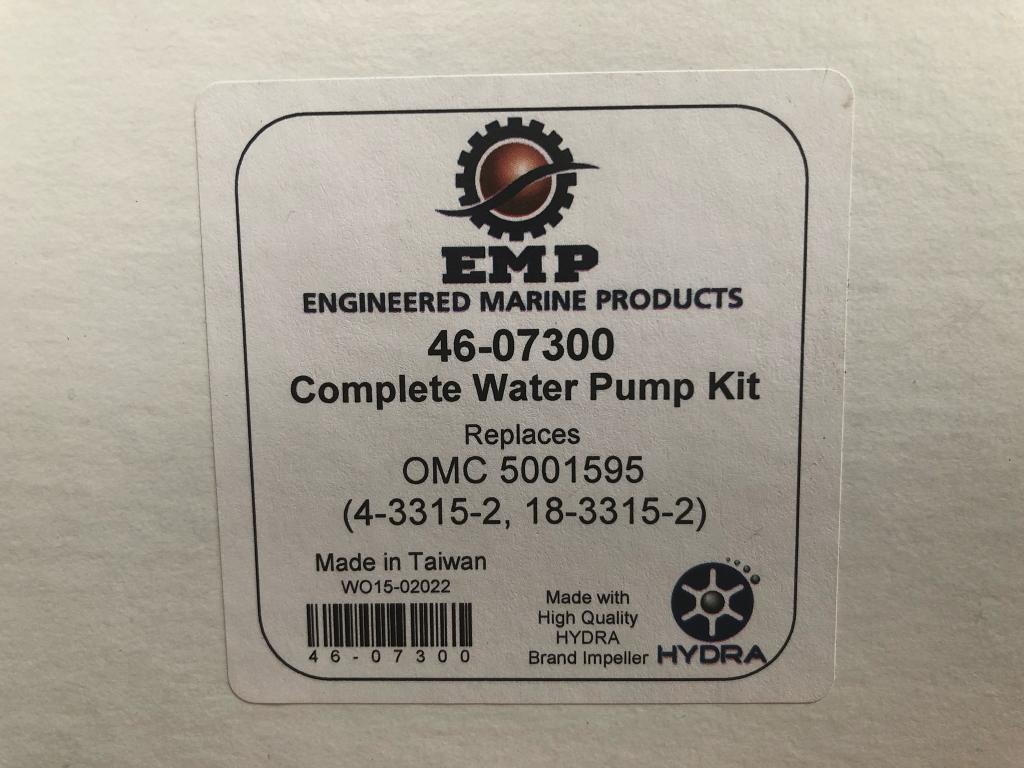 EMP
ENGINEERED MARINE PRODUCTS
46-07300
Complete Water Pump Kit
Replaces
OMC 5001595
(4-3315-2, 18-3315-2)
Made in Taiwan
WO15-02022
46-07300
Made with
High Quality
HYDRA
Brand Impeller
HYDRA